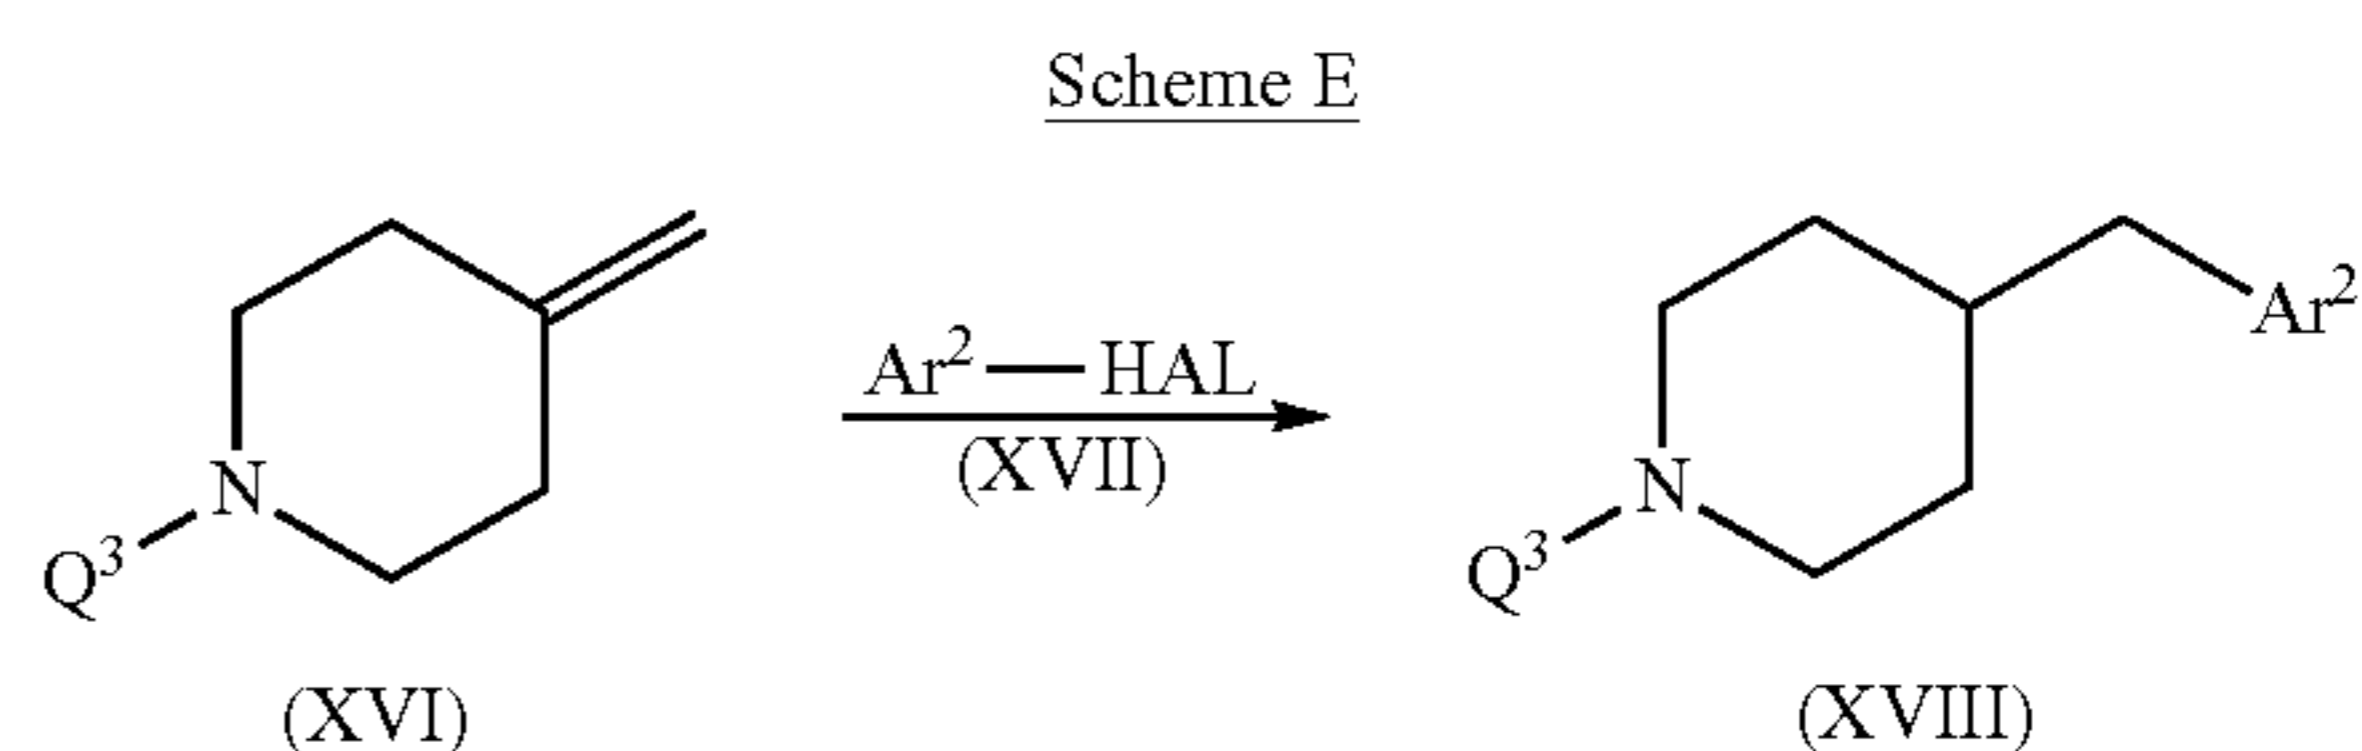 Scheme E
Ar²—HAL
(XVII)
N
Q³
(XVI)
Ar²
N
Q³
(XVIII)